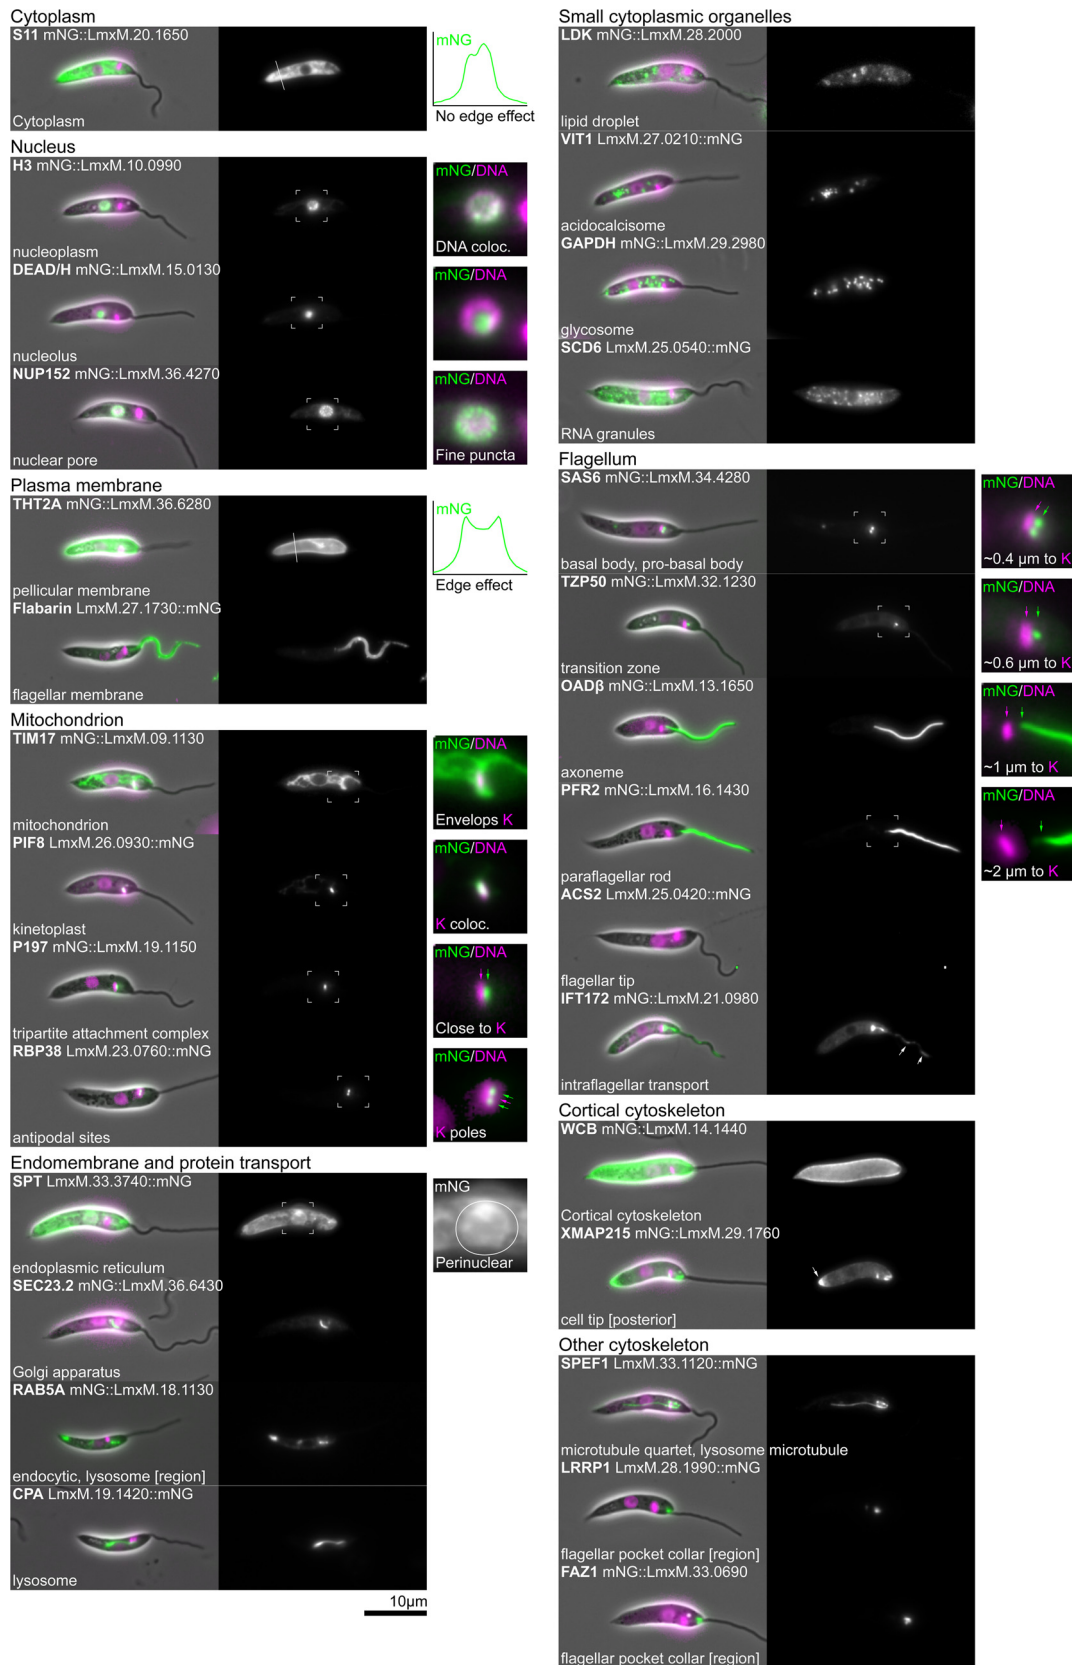 Cytoplasm
S11 mNG::LmxM.20.1650
Cytoplasm
mNG
No edge effect
Nucleus
H3 mNG::LmxM.10.0990
nucleoplasm
mNG/DNA
DNA coloc.
DEAD/H mNG::LmxM.15.0130
nucleolus
mNG/DNA
NUP152 mNG::LmxM.36.4270
nuclear pore
mNG/DNA
Fine puncta
Plasma membrane
THT2A mNG::LmxM.36.6280
pellicular membrane
mNG
Edge effect
Flabarin LmxM.27.1730::mNG
flagellar membrane
Mitochondrion
TIM17 mNG::LmxM.09.1130
mitochondrion
mNG/DNA
Envelops K
PIF8 LmxM.26.0930::mNG
kinetoplast
mNG/DNA
K coloc.
P197 mNG::LmxM.19.1150
tripartite attachment complex
mNG/DNA
Close to K
RBP38 LmxM.23.0760::mNG
antipodal sites
mNG/DNA
K poles
Endomembrane and protein transport
SPT LmxM.33.3740::mNG
endoplasmic reticulum
mNG
Perinuclear
SEC23.2 mNG::LmxM.36.6430
Golgi apparatus
RAB5A mNG::LmxM.18.1130
endocytic, lysosome [region]
CPA LmxM.19.1420::mNG
lysosome
10µm
Small cytoplasmic organelles
LDK mNG::LmxM.28.2000
lipid droplet
VIT1 LmxM.27.0210::mNG
acidocalcisome
GAPDH mNG::LmxM.29.2980
glycosome
SCD6 LmxM.25.0540::mNG
RNA granules
Flagellum
SAS6 mNG::LmxM.34.4280
basal body, pro-basal body
mNG/DNA
~0.4 µm to K
TZP50 mNG::LmxM.32.1230
transition zone
mNG/DNA
~0.6 µm to K
OADβ mNG::LmxM.13.1650
axoneme
mNG/DNA
~1 µm to K
PFR2 mNG::LmxM.16.1430
paraflagellar rod
mNG/DNA
~2 µm to K
ACS2 LmxM.25.0420::mNG
flagellar tip
IFT172 mNG::LmxM.21.0980
intraflagellar transport
Cortical cytoskeleton
WCB mNG::LmxM.14.1440
Cortical cytoskeleton
XMAP215 mNG::LmxM.29.1760
cell tip [posterior]
Other cytoskeleton
SPEF1 LmxM.33.1120::mNG
microtubule quartet, lysosome microtubule
LRRP1 LmxM.28.1990::mNG
flagellar pocket collar [region]
FAZ1 mNG::LmxM.33.0690
flagellar pocket collar [region]